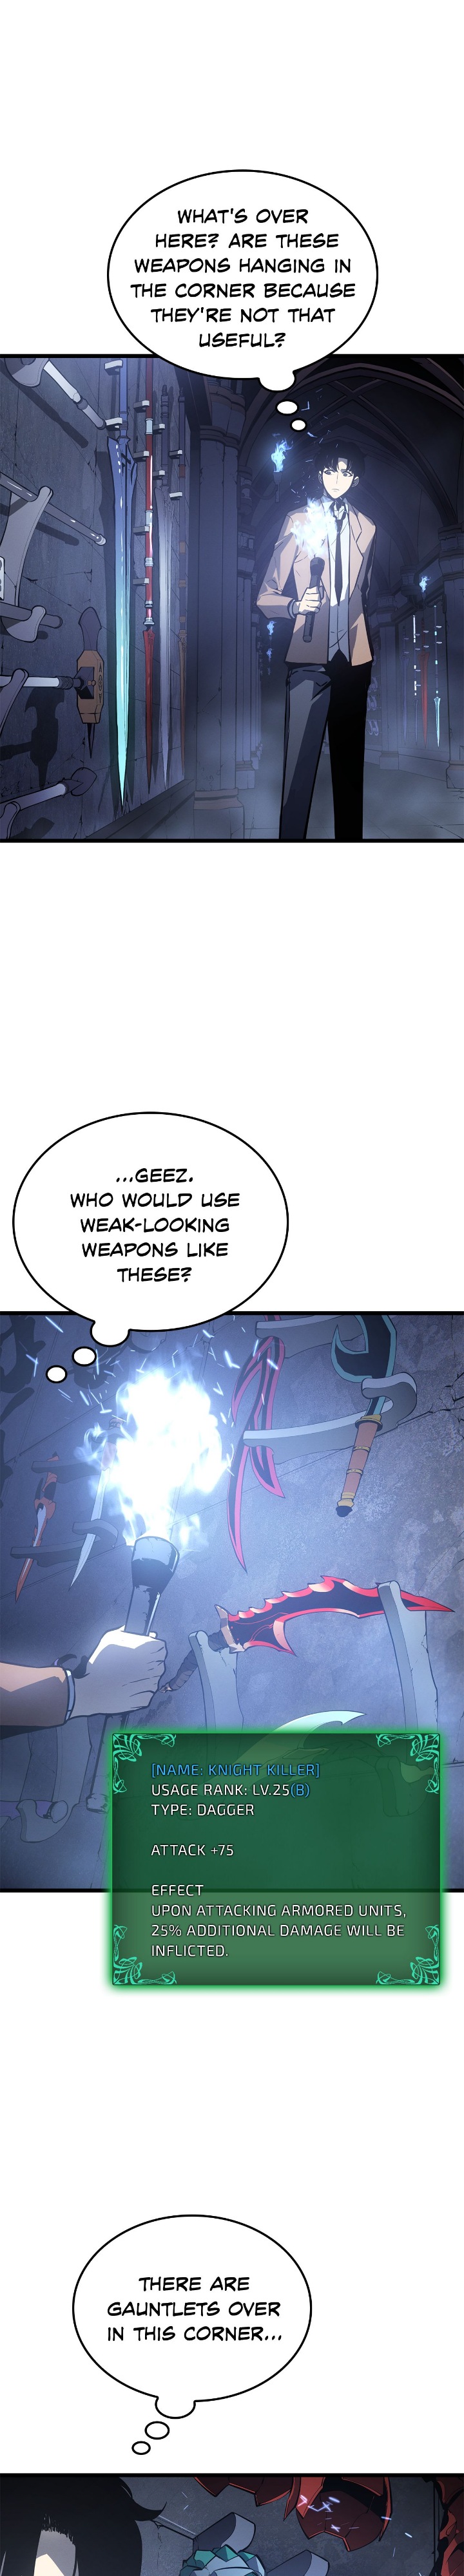 WHAT'S OVER
HERE? ARE THESE
WEAPONS HANGING IN
THE CORNER BECAUSE
THEY'RE NOT THAT
USEFUL?
...GEEZ.
WHO WOULD USE
WEAK-LOOKING
WEAPONS LIKE
THESE?
[NAME: KNIGHT KILLER]
USAGE RANK: LV.25(B)
TYPE: DAGGER
ATTACK +75
EFFECT
UPON ATTACKING ARMORED UNITS,
25% ADDITIONAL DAMAGE WILL BE
INFLICTED.
THERE ARE
GAUNTLETS OVER
IN THIS CORNER...